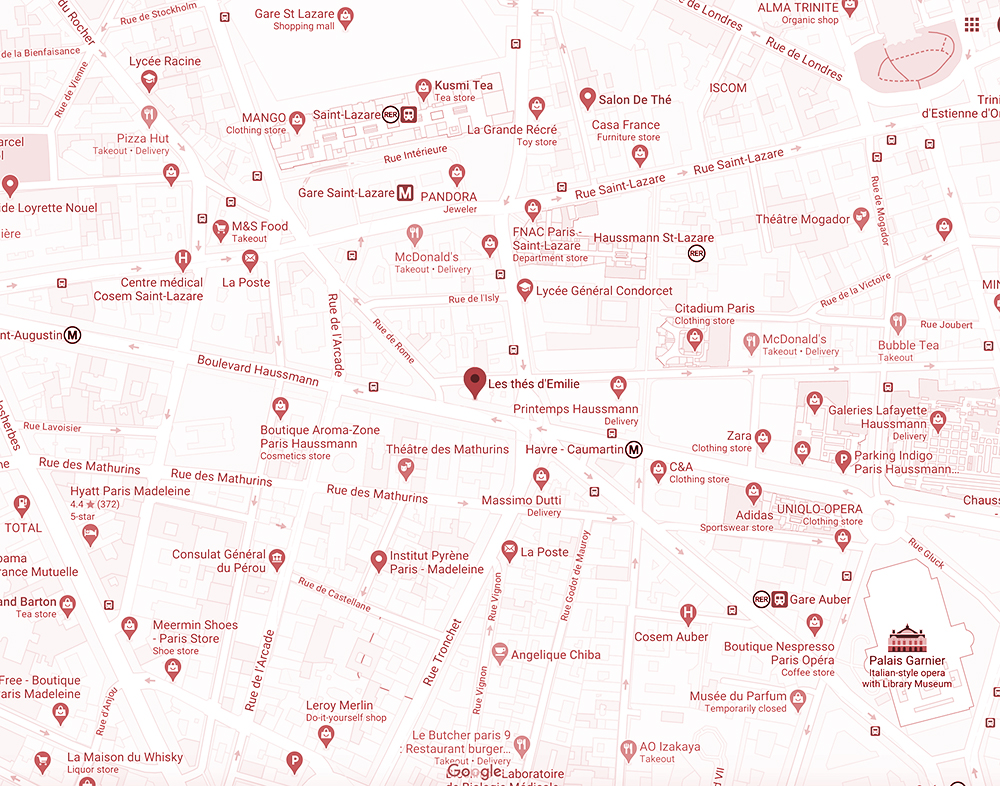 du Rocher
Rue de Stockholm
Gare St Lazare
Shopping mall
e de Londres
Rue de Londres
ALMA TRINITE
Organic shop
de la Bienfaisance
Rue de Vienne
Lycée Racine
Kusmi Tea
Tea store
ISCOM
Salon De Thé
MANGO
Clothing store
Saint-Lazare
RER
La Grande Récré
Toy store
Casa France
Furniture store
Trini
d'Estienne d'Or
Pizza Hut
Takeout • Delivery
arcel
Rue Intérieure
Rue Saint-Lazare
Rue Saint-Lazare
Gare Saint-Lazare
M
PANDORA
Jeweler
de Loyrette Nouel
ière
M&S Food
Takeout
FNAC Paris -
Saint-Lazare
Department store
Haussmann St-Lazare
RER
Théâtre Mogador
Rue de Mogador
McDonald's
Takeout • Delivery
H
Centre médical
Cosem Saint-Lazare
La Poste
Lycée Général Condorcet
Rue de l'Isly
Rue de la Victoire
MIN
Rue de l'Arcade
Rue de Rome
Citadium Paris
Clothing store
McDonald's
Takeout • Delivery
Bubble Tea
Takeout
Rue Joubert
nt-Augustin
M
Boulevard Haussmann
Les thés d'Emilie
Printemps Haussmann
Delivery
Galeries Lafayette
Haussmann
Delivery
esherbes
Rue Lavoisier
Boutique Aroma-Zone
Paris Haussmann
Cosmetics store
Théâtre des Mathurins
Havre - Caumartin
M
Zara
Clothing store
P
Parking Indigo
Paris Haussmann...
Rue des Mathurins
Rue des Mathurins
Rue des Mathurins
C&A
Clothing store
Hyatt Paris Madeleine
4.4 ★ (372)
5-star
Massimo Dutti
Delivery
Adidas
Sportswear store
UNIQLO-OPERA
Clothing store
Chauss
TOTAL
Consulat Général
du Pérou
Institut Pyrène
Paris - Madeleine
La Poste
Rue Godot de Mauroy
Rue Gluck
ama
rance Mutuelle
Rue de Castellane
Rue Vignon
RER
Gare Auber
and Barton
Tea store
Meermin Shoes
- Paris Store
Shoe store
Rue de l'Arcade
Rue Tronchet
H
Cosem Auber
Boutique Nespresso
Paris Opéra
Coffee store
Palais Garnier
Italian-style opera
with Library Museum
Angelique Chiba
Rue Vignon
Free - Boutique
aris Madeleine
Rue d'Anjou
Leroy Merlin
Do-it-yourself shop
Musée du Parfum
Temporarily closed
Le Butcher paris 9
: Restaurant burger...
Takeout • Delivery
AO Izakaya
Takeout
La Maison du Whisky
Liquor store
P
Google
Laboratoire
de Biologie Médicale